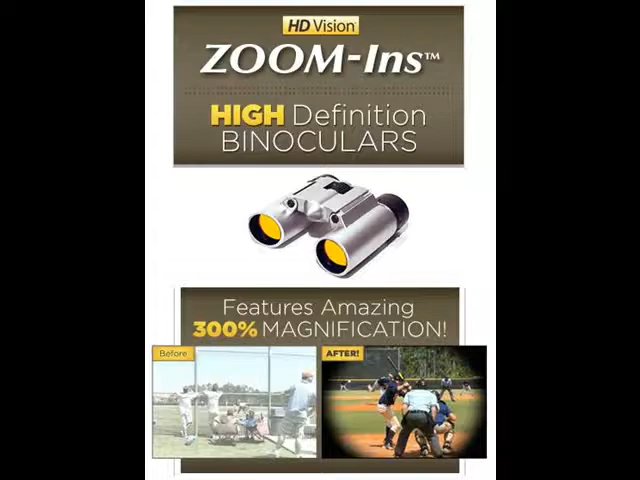 HD Vision®
ZOOM-Ins™
HIGH Definition
BINOCULARS
Features Amazing
300% MAGNIFICATION!
Before
AFTER!